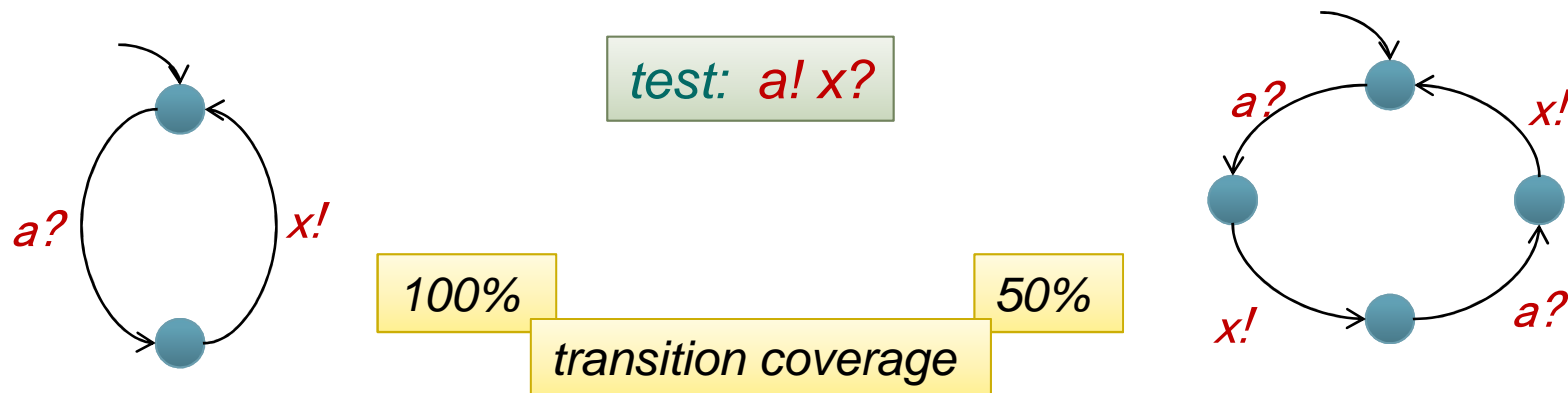 test: a! x?
a?
x!
a?
x!
x!
a?
100%
50%
transition coverage